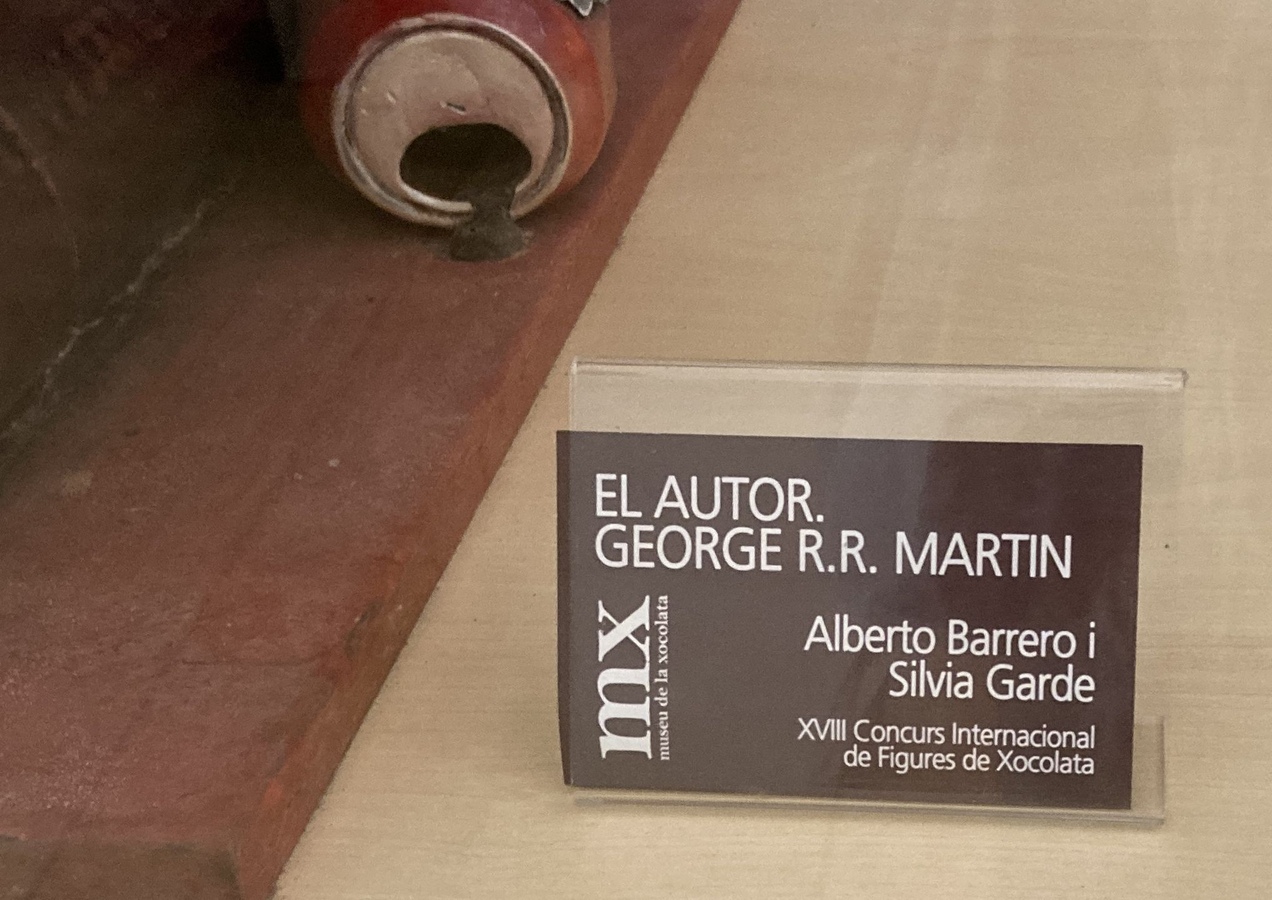 EL AUTOR.
GEORGE R.R. MARTIN
Alberto Barrero i
Silvia Garde
XVIII Concurs Internacional
de Figures de Xocolata
mx
museu de la xocolata